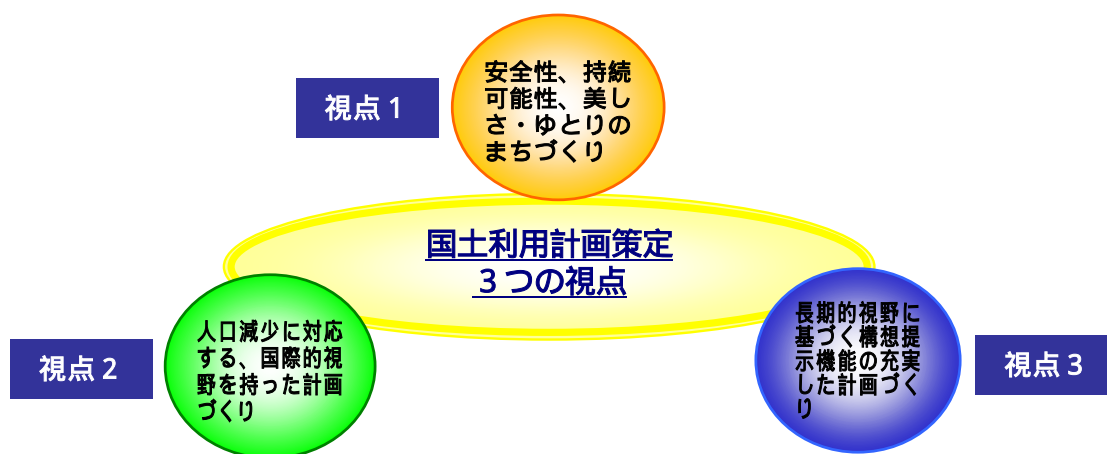 視点１
安全性、持続
可能性、美し
さ・ゆとりの
まちづくり
国土利用計画策定
３つの視点
視点２
人口減少に対応
する、国際的視
野を持った計画
づくり
長期的視野に
基づく構想提
示機能の充実
した計画づく
り
視点３